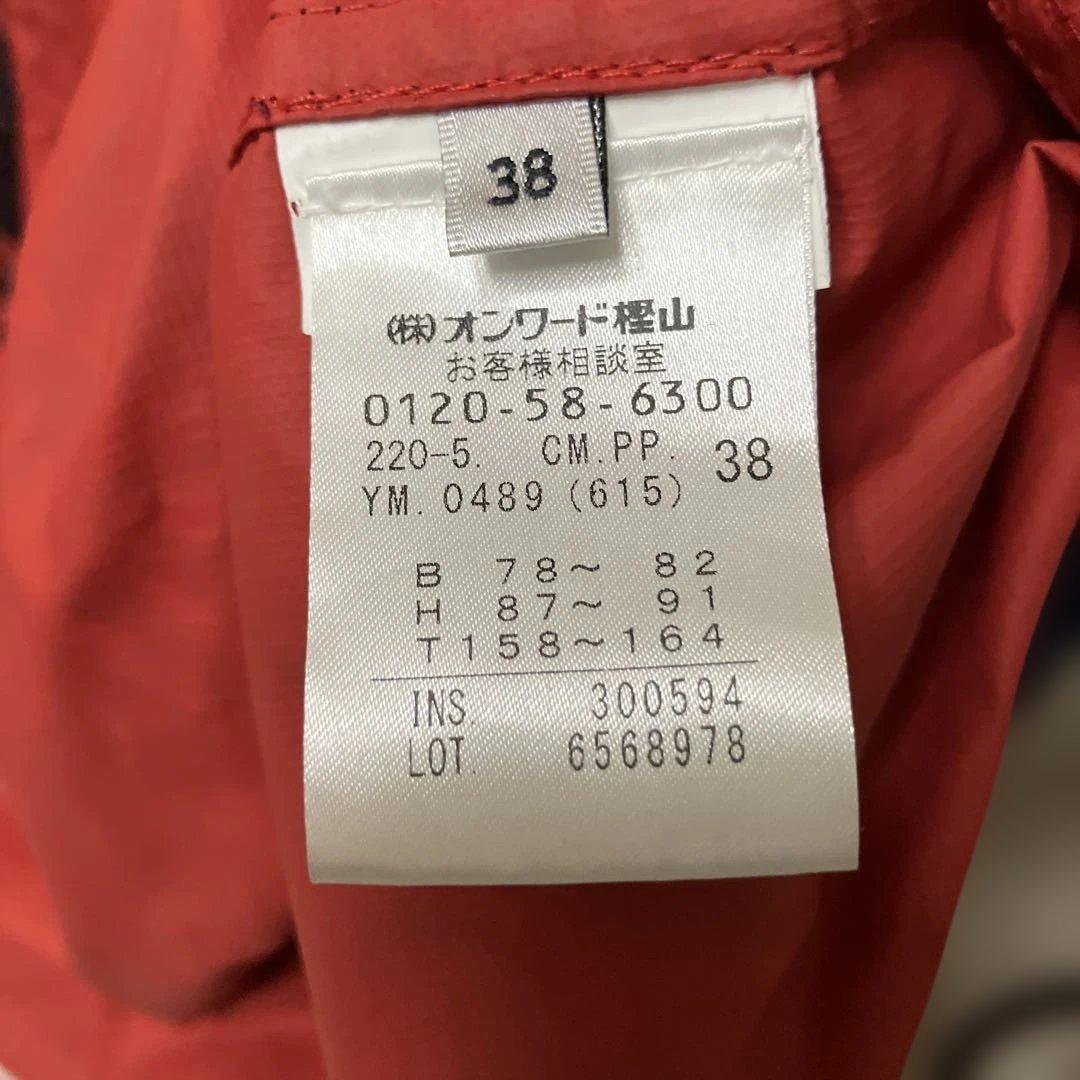 38
(株)オンワード樫山
お客様相談室
0120-58-6300
220-5. CM.PP. 38
YM. 0489 (615)
B 78～ 82
H 87～ 91
T 158～164
INS. 300594
LOT. 6568978